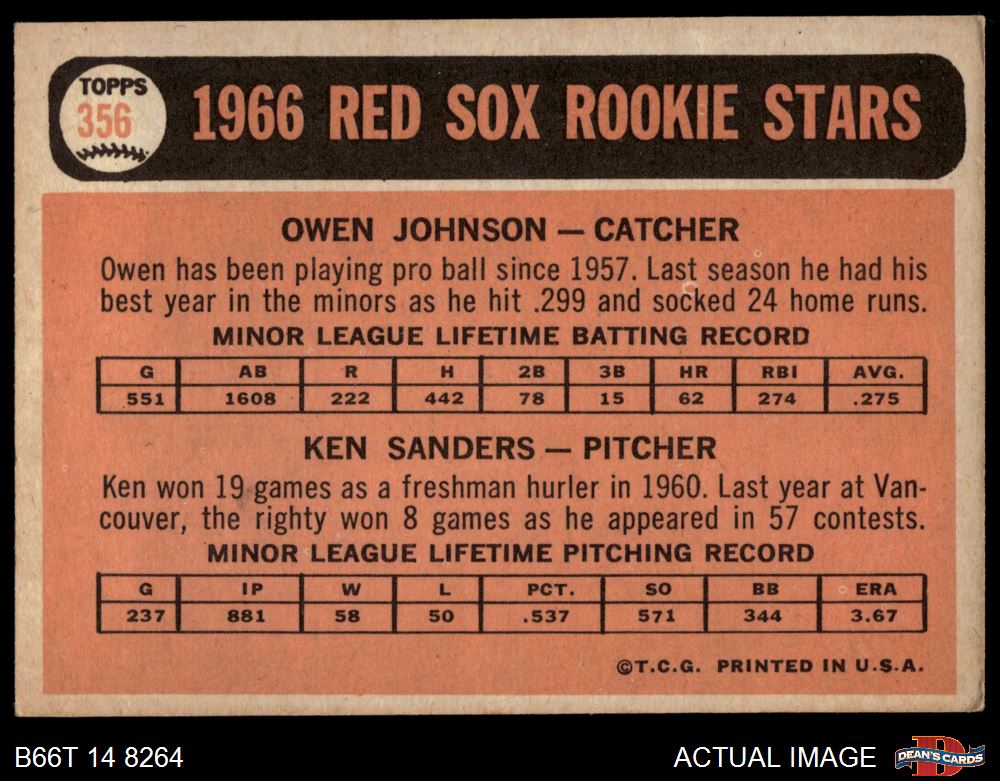 TOPPS
356
1966 RED SOX ROOKIE STARS
OWEN JOHNSON — CATCHER
Owen has been playing pro ball since 1957. Last season he had his
best year in the minors as he hit .299 and socked 24 home runs.
MINOR LEAGUE LIFETIME BATTING RECORD
G AB R H 2B 3B HR RBI AVG.
551 1608 222 442 78 15 62 274 .275
KEN SANDERS — PITCHER
Ken won 19 games as a freshman hurler in 1960. Last year at Van-
couver, the righty won 8 games as he appeared in 57 contests.
MINOR LEAGUE LIFETIME PITCHING RECORD
G IP W L PCT. SO BB ERA
237 881 58 50 .537 571 344 3.67
©T.C.G. PRINTED IN U.S.A.
B66T 14 8264
ACTUAL IMAGE
DEAN'S CARDS